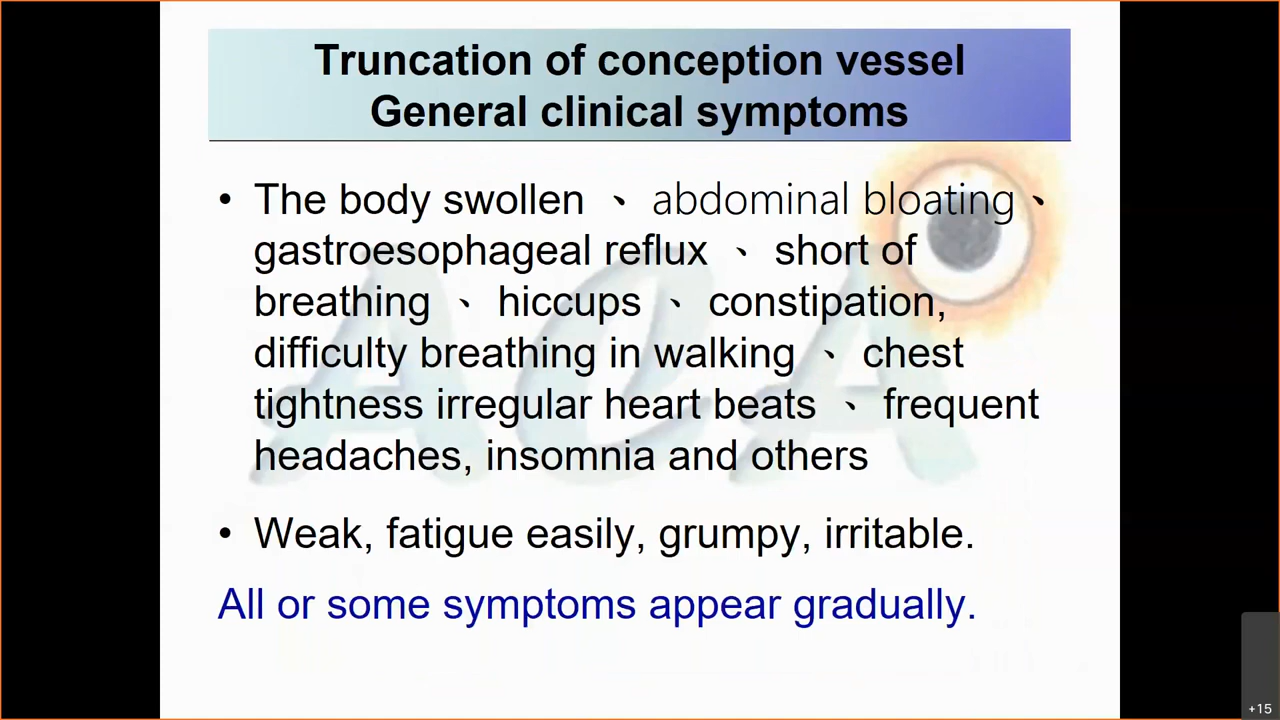 Truncation of conception vessel
General clinical symptoms
• The body swollen 、 abdominal bloating、
gastroesophageal reflux 、 short of
breathing 、 hiccups 、 constipation,
difficulty breathing in walking 、 chest
tightness irregular heart beats 、 frequent
headaches, insomnia and others
• Weak, fatigue easily, grumpy, irritable.
All or some symptoms appear gradually.
AcA
+15